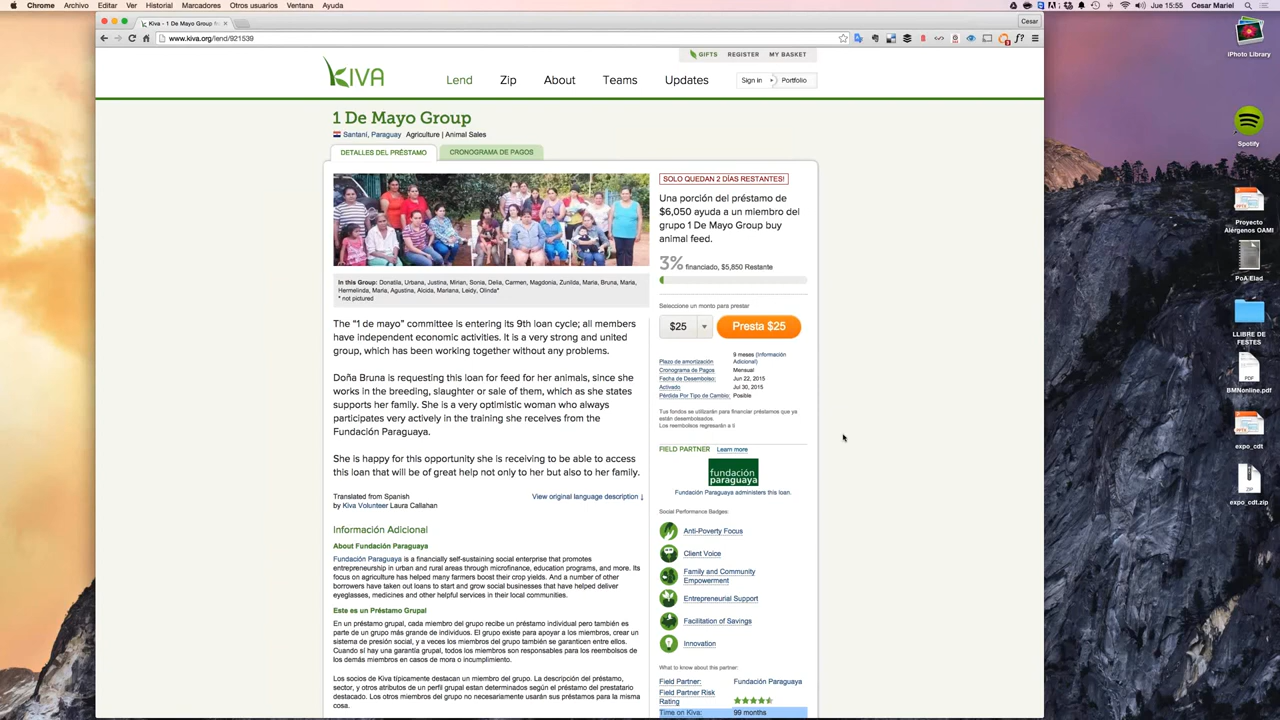 Chrome Archivo Editar Ver Historial Marcadores Otros usuarios Ventana Ayuda
Jue 15:55 Cesar Mariel
Kiva - 1 De Mayo Group fr
Cesar
www.kiva.org/lend/921539
GIFTS REGISTER MY BASKET
KIVA
Lend Zip About Teams Updates
Sign in Portfolio
1 De Mayo Group
Santaní, Paraguay Agriculture | Animal Sales
DETALLES DEL PRÉSTAMO CRONOGRAMA DE PAGOS
In this Group: Donatila, Urbana, Justina, Mirian, Sonia, Delia, Carmen, Magdonia, Zunilda, Maria, Bruna, Maria,
Hermelinda, Maria, Agustina, Alcida, Mariana, Leidy, Olinda*
* not pictured
The “1 de mayo” committee is entering its 9th loan cycle; all members
have independent economic activities. It is a very strong and united
group, which has been working together without any problems.
Doña Bruna is requesting this loan for feed for her animals, since she
works in the breeding, slaughter or sale of them, which as she states
supports her family. She is a very optimistic woman who always
participates very actively in the training she receives from the
Fundación Paraguaya.
She is happy for this opportunity she is receiving to be able to access
this loan that will be of great help not only to her but also to her family.
Translated from Spanish
by Kiva Volunteer Laura Callahan
View original language description ↓
Información Adicional
About Fundación Paraguaya
Fundación Paraguaya is a financially self-sustaining social enterprise that promotes
entrepreneurship in urban and rural areas through microfinance, education programs, and more. Its
focus on agriculture has helped many farmers boost their crop yields. And a number of other
borrowers have taken out loans to start and grow social businesses that have helped deliver
eyeglasses, medicines and other helpful services in their local communities.
Este es un Préstamo Grupal
En un préstamo grupal, cada miembro del grupo recibe un préstamo individual pero también es
parte de un grupo más grande de individuos. El grupo existe para apoyar a los miembros, crear un
sistema de presión social, y a veces los miembros del grupo también se garanticen entre ellos.
Cuando sí hay una garantía grupal, todos los miembros son responsables para los reembolsos de
los demás miembros en casos de mora o incumplimiento.
Los socios de Kiva típicamente destacan un miembro del grupo. La descripción del préstamo,
sector, y otros atributos de un perfil grupal están determinados según el préstamo del prestatario
destacado. Los otros miembros del grupo no necesariamente usarán sus préstamos para la misma
cosa.
SOLO QUEDAN 2 DÍAS RESTANTES!
Una porción del préstamo de
$6,050 ayuda a un miembro del
grupo 1 De Mayo Group buy
animal feed.
3% financiado, $5,850 Restante
Seleccione un monto para prestar
$25 Presta $25
Plazo de amortización 9 meses (Información Adicional)
Cronograma de Pagos Mensual
Fecha de Desembolso: Jun 22, 2015
Activado Jul 30, 2015
Pérdida Por Tipo de Cambio: Posible
Tus fondos se utilizarán para financiar préstamos que ya
están desembolsados.
Los reembolsos regresarán a ti
FIELD PARTNER Learn more
fundación
paraguaya
Fundación Paraguaya administers this loan.
Social Performance Badges:
Anti-Poverty Focus
Client Voice
Family and Community
Empowerment
Entrepreneurial Support
Facilitation of Savings
Innovation
What to know about this partner:
Field Partner: Fundación Paraguaya
Field Partner Risk
Rating
Time on Kiva: 99 months
iPhoto Library
Spotify
Proyecto
Alérgenos OAMI
PoA Elad
LLIBRE DE
FESTES
PDF
BMNonline.pdf
expo_cdt
ZIP
expo_cdt.zip